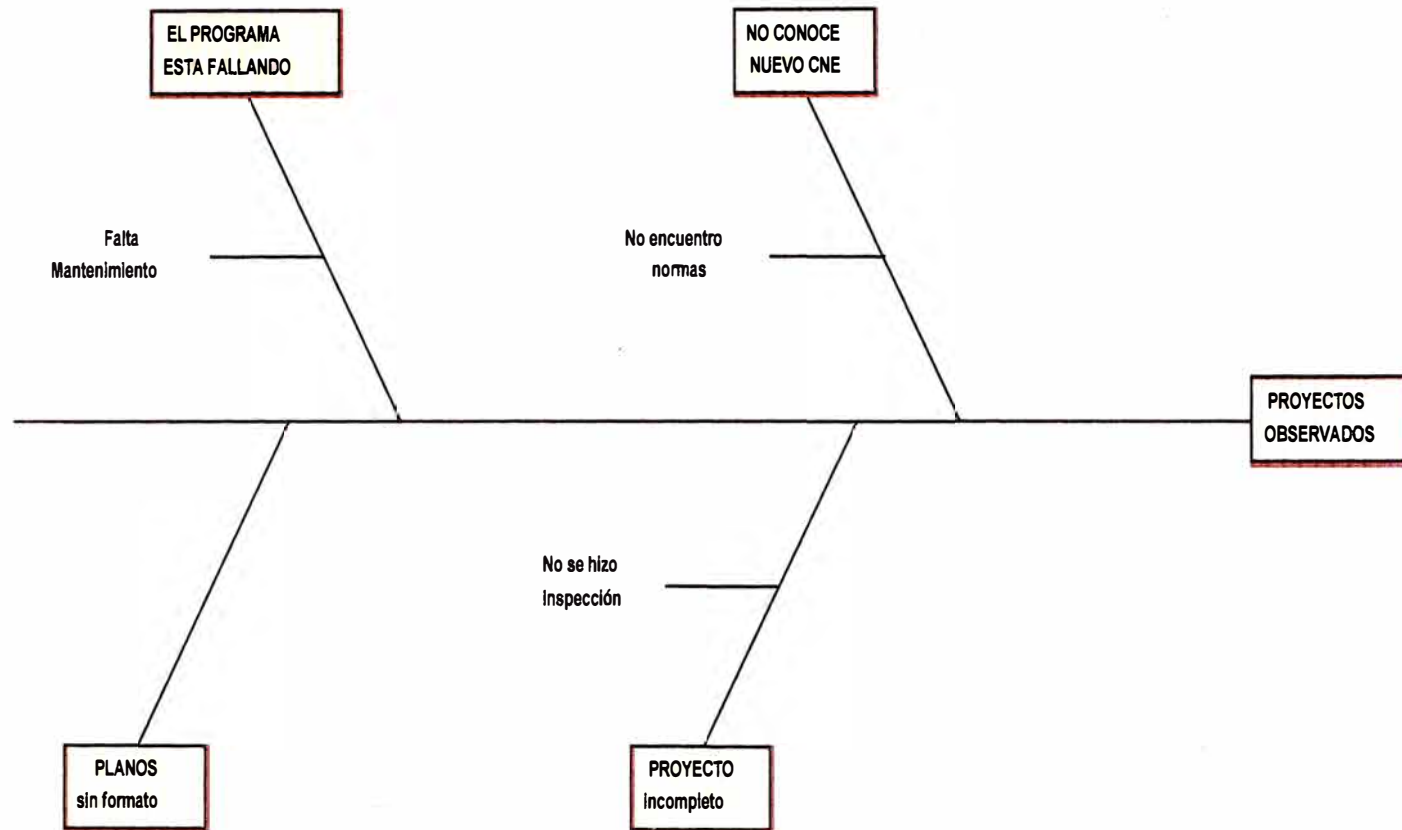 EL PROGRAMA
ESTA FALLANDO
NO CONOCE
NUEVO CNE
Falta
Mantenimiento
No encuentro
normas
PROYECTOS
OBSERVADOS
No se hizo
Inspección
PLANOS
sin formato
PROYECTO
incompleto